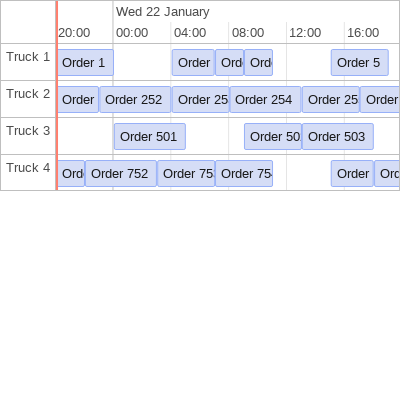 Wed 22 January
20:00 00:00 04:00 08:00 12:00 16:00
Truck 1 Order 1 Order Ord Ord Order 5
Truck 2 Order Order 252 Order 25 Order 254 Order 25 Order
Truck 3 Order 501 Order 50 Order 503
Truck 4 Ord Order 752 Order 75 Order 75 Order Ord